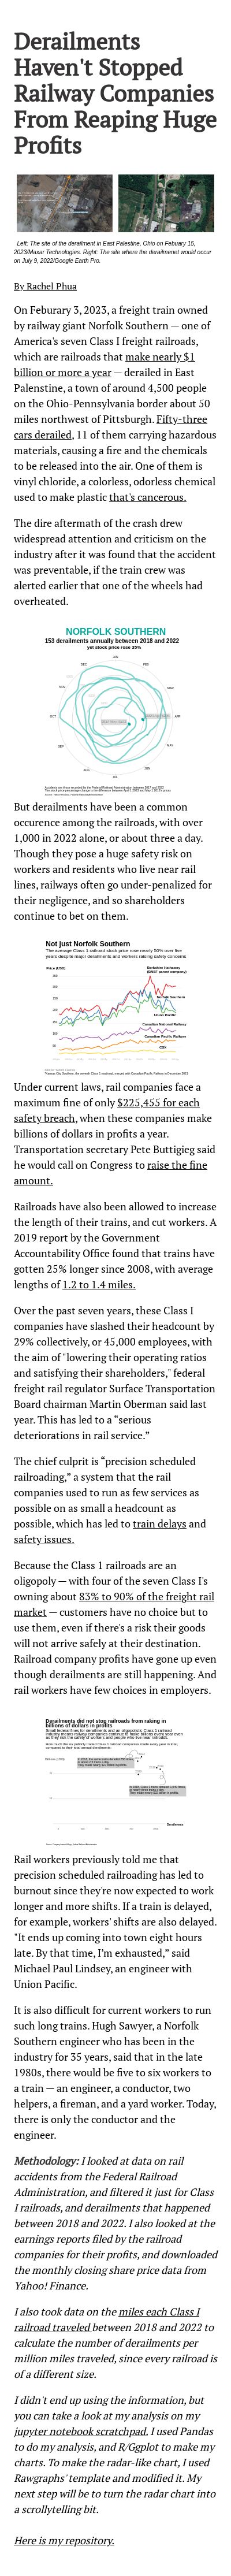 Derailments
Haven't Stopped
Railway Companies
From Reaping Huge
Profits
Left: The site of the derailment in East Palestine, Ohio on Febuary 15,
2023/Maxar Technologies. Right: The site where the derailmenet would occur
on July 9, 2022/Google Earth Pro.
By Rachel Phua
On Feburary 3, 2023, a freight train owned
by railway giant Norfolk Southern — one of
America's seven Class I freight railroads,
which are railroads that make nearly $1
billion or more a year — derailed in East
Palenstine, a town of around 4,500 people
on the Ohio-Pennsylvania border about 50
miles northwest of Pittsburgh. Fifty-three
cars derailed, 11 of them carrying hazardous
materials, causing a fire and the chemicals
to be released into the air. One of them is
vinyl chloride, a colorless, odorless chemical
used to make plastic that's cancerous.
The dire aftermath of the crash drew
widespread attention and criticism on the
industry after it was found that the accident
was preventable, if the train crew was
alerted earlier that one of the wheels had
overheated.
NORFOLK SOUTHERN
153 derailments annually between 2018 and 2022
yet stock price rose 35%
JAN
FEB
MAR
APR
MAY
JUN
JUL
AUG
SEP
OCT
NOV
DEC
But derailments have been a common
occurence among the railroads, with over
1,000 in 2022 alone, or about three a day.
Though they pose a huge safety risk on
workers and residents who live near rail
lines, railways often go under-penalized for
their negligence, and so shareholders
continue to bet on them.
Not just Norfolk Southern
The average Class 1 railroad stock price rose nearly 50% over five
years despite major derailments and workers raising safety concerns
Price (USD)
Berkshire Hathaway
(BNSF parent company)
Norfolk Southern
Union Pacific
Canadian National Railway
Canadian Pacific Railway
CSX
Under current laws, rail companies face a
maximum fine of only $225,455 for each
safety breach, when these companies make
billions of dollars in profits a year.
Transportation secretary Pete Buttigieg said
he would call on Congress to raise the fine
amount.
Railroads have also been allowed to increase
the length of their trains, and cut workers. A
2019 report by the Government
Accountability Office found that trains have
gotten 25% longer since 2008, with average
lengths of 1.2 to 1.4 miles.
Over the past seven years, these Class I
companies have slashed their headcount by
29% collectively, or 45,000 employees, with
the aim of "lowering their operating ratios
and satisfying their shareholders," federal
freight rail regulator Surface Transportation
Board chairman Martin Oberman said last
year. This has led to a “serious
deteriorations in rail service.”
The chief culprit is “precision scheduled
railroading,” a system that the rail
companies used to run as few services as
possible on as small a headcount as
possible, which has led to train delays and
safety issues.
Because the Class 1 railroads are an
oligopoly — with four of the seven Class I's
owning about 83% to 90% of the freight rail
market — customers have no choice but to
use them, even if there's a risk their goods
will not arrive safely at their destination.
Railroad company profits have gone up even
though derailments are still happening. And
rail workers have few choices in employers.
Derailments did not stop railroads from raking in
billions of dollars in profits
Derailments
Rail workers previously told me that
precision scheduled railroading has led to
burnout since they're now expected to work
longer and more shifts. If a train is delayed,
for example, workers' shifts are also delayed.
"It ends up coming into town eight hours
late. By that time, I’m exhausted,” said
Michael Paul Lindsey, an engineer with
Union Pacific.
It is also difficult for current workers to run
such long trains. Hugh Sawyer, a Norfolk
Southern engineer who has been in the
industry for 35 years, said that in the late
1980s, there would be five to six workers to
a train — an engineer, a conductor, two
helpers, a fireman, and a yard worker. Today,
there is only the conductor and the
engineer.
Methodology: I looked at data on rail
accidents from the Federal Railroad
Administration, and filtered it just for Class
I railroads, and derailments that happened
between 2018 and 2022. I also looked at the
earnings reports filed by the railroad
companies for their profits, and downloaded
the monthly closing share price data from
Yahoo! Finance.
I also took data on the miles each Class I
railroad traveled between 2018 and 2022 to
calculate the number of derailments per
million miles traveled, since every railroad is
of a different size.
I didn't end up using the information, but
you can take a look at my analysis on my
jupyter notebook scratchpad. I used Pandas
to do my analysis, and R/Ggplot to make my
charts. To make the radar-like chart, I used
Rawgraphs' template and modified it. My
next step will be to turn the radar chart into
a scrollytelling bit.
Here is my repository.